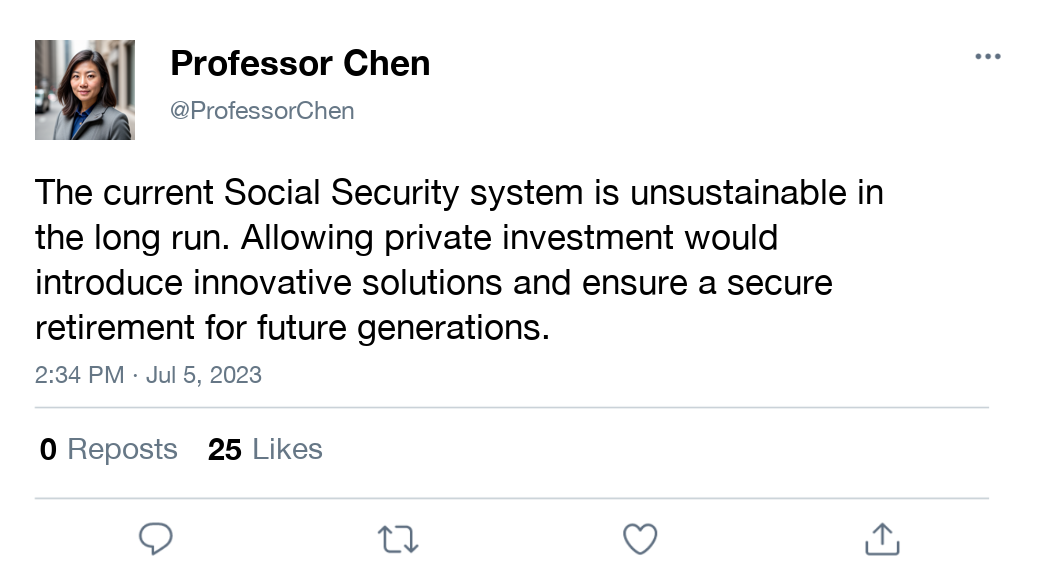 Professor Chen
@ProfessorChen
The current Social Security system is unsustainable in
the long run. Allowing private investment would
introduce innovative solutions and ensure a secure
retirement for future generations.
2:34 PM · Jul 5, 2023
0 Reposts 25 Likes